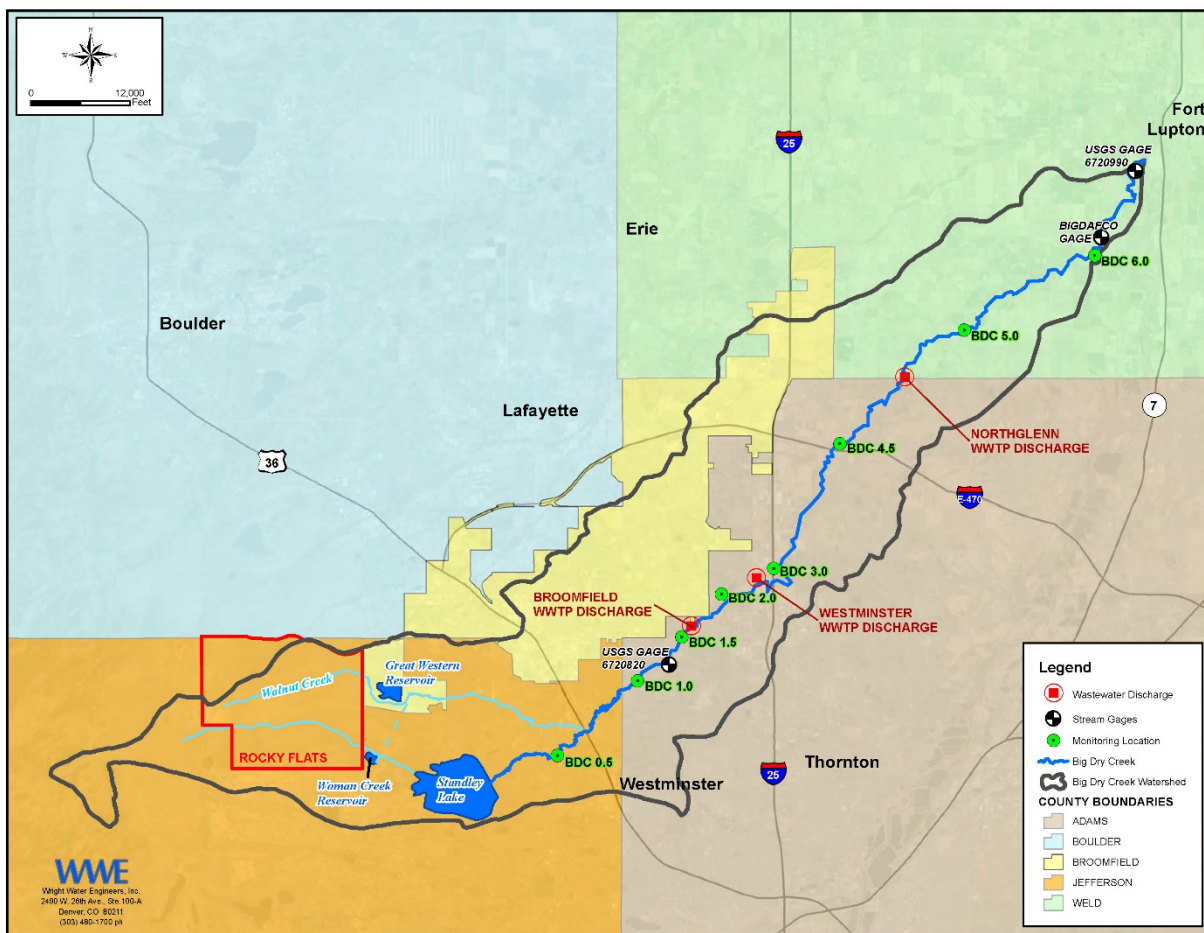 N
W
E
S
0
12,000
Feet
Fort
Lupton
USGS GAGE
6720990
25
Erie
BIGDAFCO
GAGE
BDC 6.0
Boulder
BDC 5.0
Lafayette
7
36
NORTHGLENN
WWTP DISCHARGE
BDC 4.5
E-470
BDC 3.0
BROOMFIELD
WWTP DISCHARGE
BDC 2.0
WESTMINSTER
WWTP DISCHARGE
BDC 1.5
USGS GAGE
6720820
BDC 1.0
Great Western
Reservoir
Walnut Creek
ROCKY FLATS
Woman Creek
Reservoir
Standley
Lake
BDC 0.5
Westminster
25
Thornton
Legend
Wastewater Discharge
Stream Gages
Monitoring Location
Big Dry Creek
Big Dry Creek Watershed
COUNTY BOUNDARIES
ADAMS
BOULDER
BROOMFIELD
JEFFERSON
WELD
WWE
Wright Water Engineers, Inc.
2490 W. 26th Ave., Ste.100-A
Denver, CO 80211
(303) 480-1700 ph